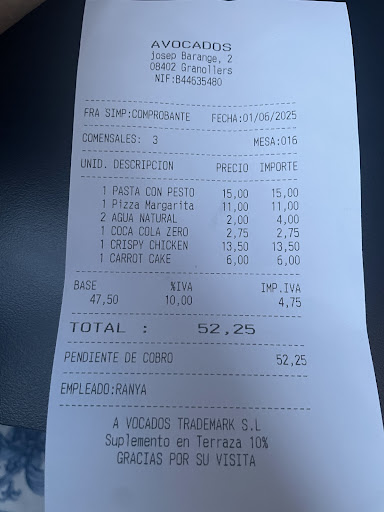 AVOCADOS
josep Barange, 2
08402 Granollers
NIF:B44635480
FRA SIMP:COMPROBANTE FECHA:01/06/2025
COMENSALES: 3 MESA:016
UNID. DESCRIPCION PRECIO IMPORTE
1 PASTA CON PESTO 15,00 15,00
1 Pizza Margarita 11,00 11,00
2 AGUA NATURAL 2,00 4,00
1 COCA COLA ZERO 2,75 2,75
1 CRISPY CHICKEN 13,50 13,50
1 CARROT CAKE 6,00 6,00
BASE %IVA IMP.IVA
47,50 10,00 4,75
TOTAL : 52,25
PENDIENTE DE COBRO 52,25
EMPLEADO:RANYA
A VOCADOS TRADEMARK S.L
Suplemento en Terraza 10%
GRACIAS POR SU VISITA